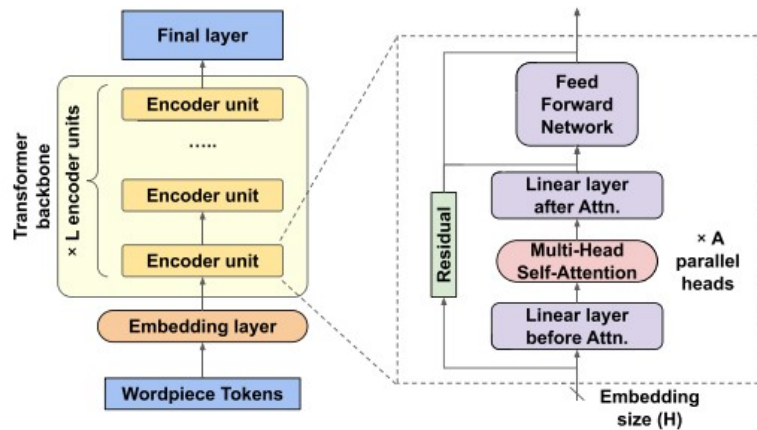 Final layer
Transformer
backbone
× L encoder units
Encoder unit
.....
Encoder unit
Encoder unit
Embedding layer
Wordpiece Tokens
Feed
Forward
Network
Linear layer
after Attn.
Residual
Multi-Head
Self-Attention
× A
parallel
heads
Linear layer
before Attn.
Embedding
size (H)